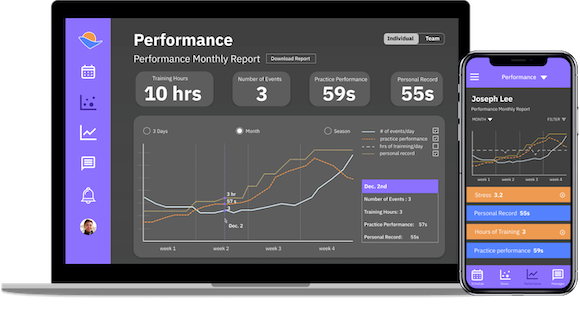 Performance
Individual Team
Performance Monthly Report Download Report
Training Hours
10 hrs
Number of Events
3
Practice Performance
59s
Personal Record
55s
3 Days
Month
Season
# of events/day
practice performance
hrs of trainining/day
personal record
3 hr
57 s
3
Dec. 2
week 1 week 2 week 3 week 4
Dec. 2nd
Number of Events : 3
Training Hours: 3
Practice Performance: 57s
Personal Record: 55s
Performance
Joseph Lee
Performance Monthly Report
MONTH FILTER
week 1 week 2 week 3 week 4
Stress 3.2
Personal Record 55s
Hours of Training 3
Practice performance 59s